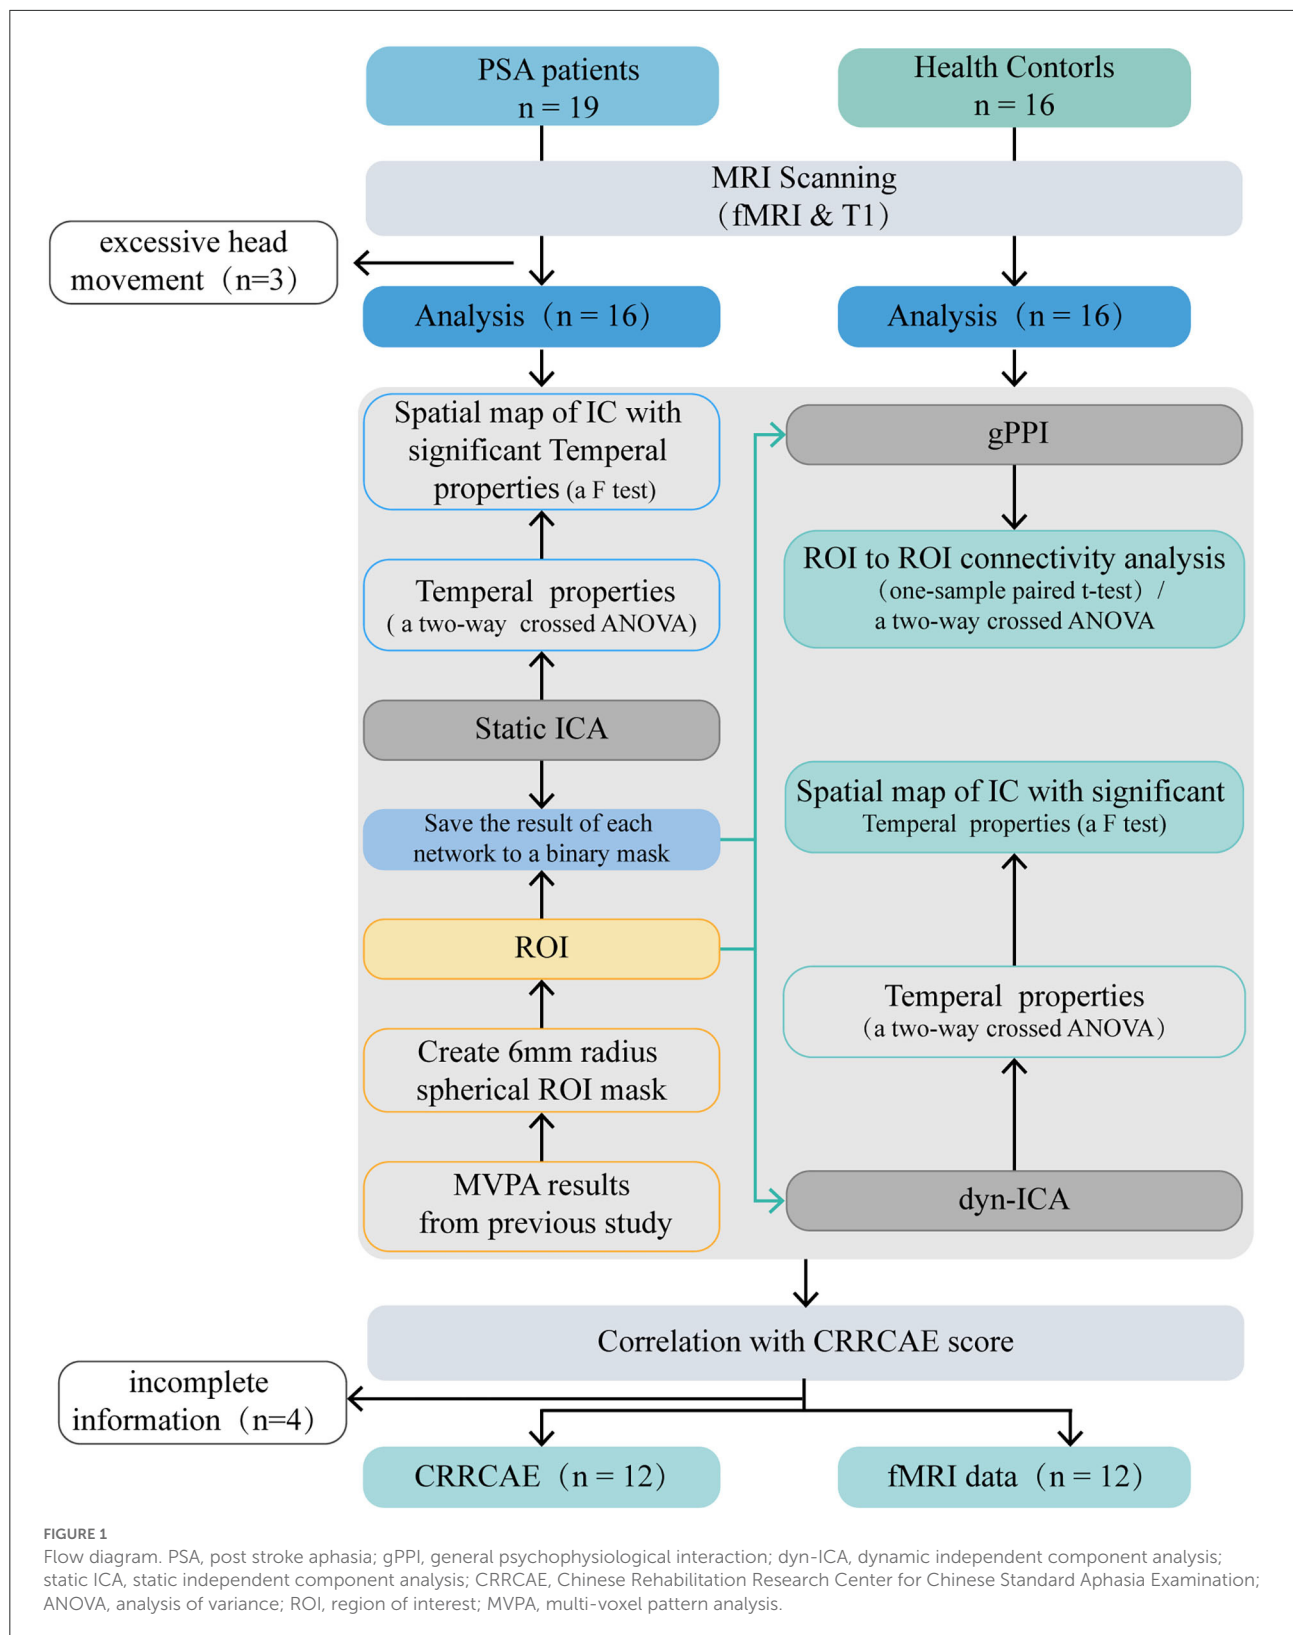 PSA patients
n = 19
Health Contorls
n = 16
MRI Scanning
（fMRI & T1）
excessive head
movement（n=3）
Analysis（n = 16）
Analysis（n = 16）
Spatial map of IC with
significant Temperal
properties (a F test)
Temperal properties
( a two-way crossed ANOVA)
Static ICA
Save the result of each
network to a binary mask
ROI
Create 6mm radius
spherical ROI mask
MVPA results
from previous study
gPPI
ROI to ROI connectivity analysis
（one-sample paired t-test）/
a two-way crossed ANOVA
Spatial map of IC with significant
Temperal properties (a F test)
Temperal properties
（a two-way crossed ANOVA）
dyn-ICA
Correlation with CRRCAE score
incomplete
information（n=4）
CRRCAE（n = 12）
fMRI data（n = 12）
FIGURE 1
Flow diagram. PSA, post stroke aphasia; gPPI, general psychophysiological interaction; dyn-ICA, dynamic independent component analysis;
static ICA, static independent component analysis; CRRCAE, Chinese Rehabilitation Research Center for Chinese Standard Aphasia Examination;
ANOVA, analysis of variance; ROI, region of interest; MVPA, multi-voxel pattern analysis.